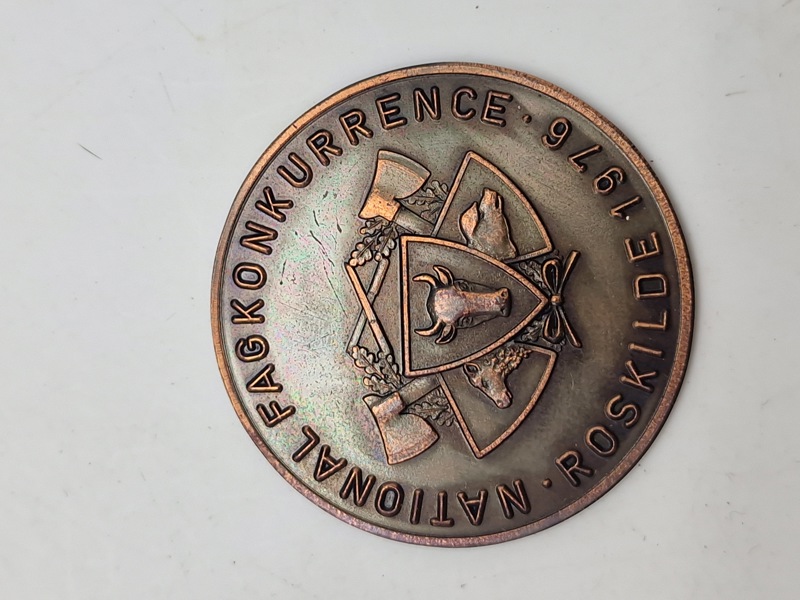 NATIONAL FAGKONKURRENCE · ROSKILDE 1976 ·